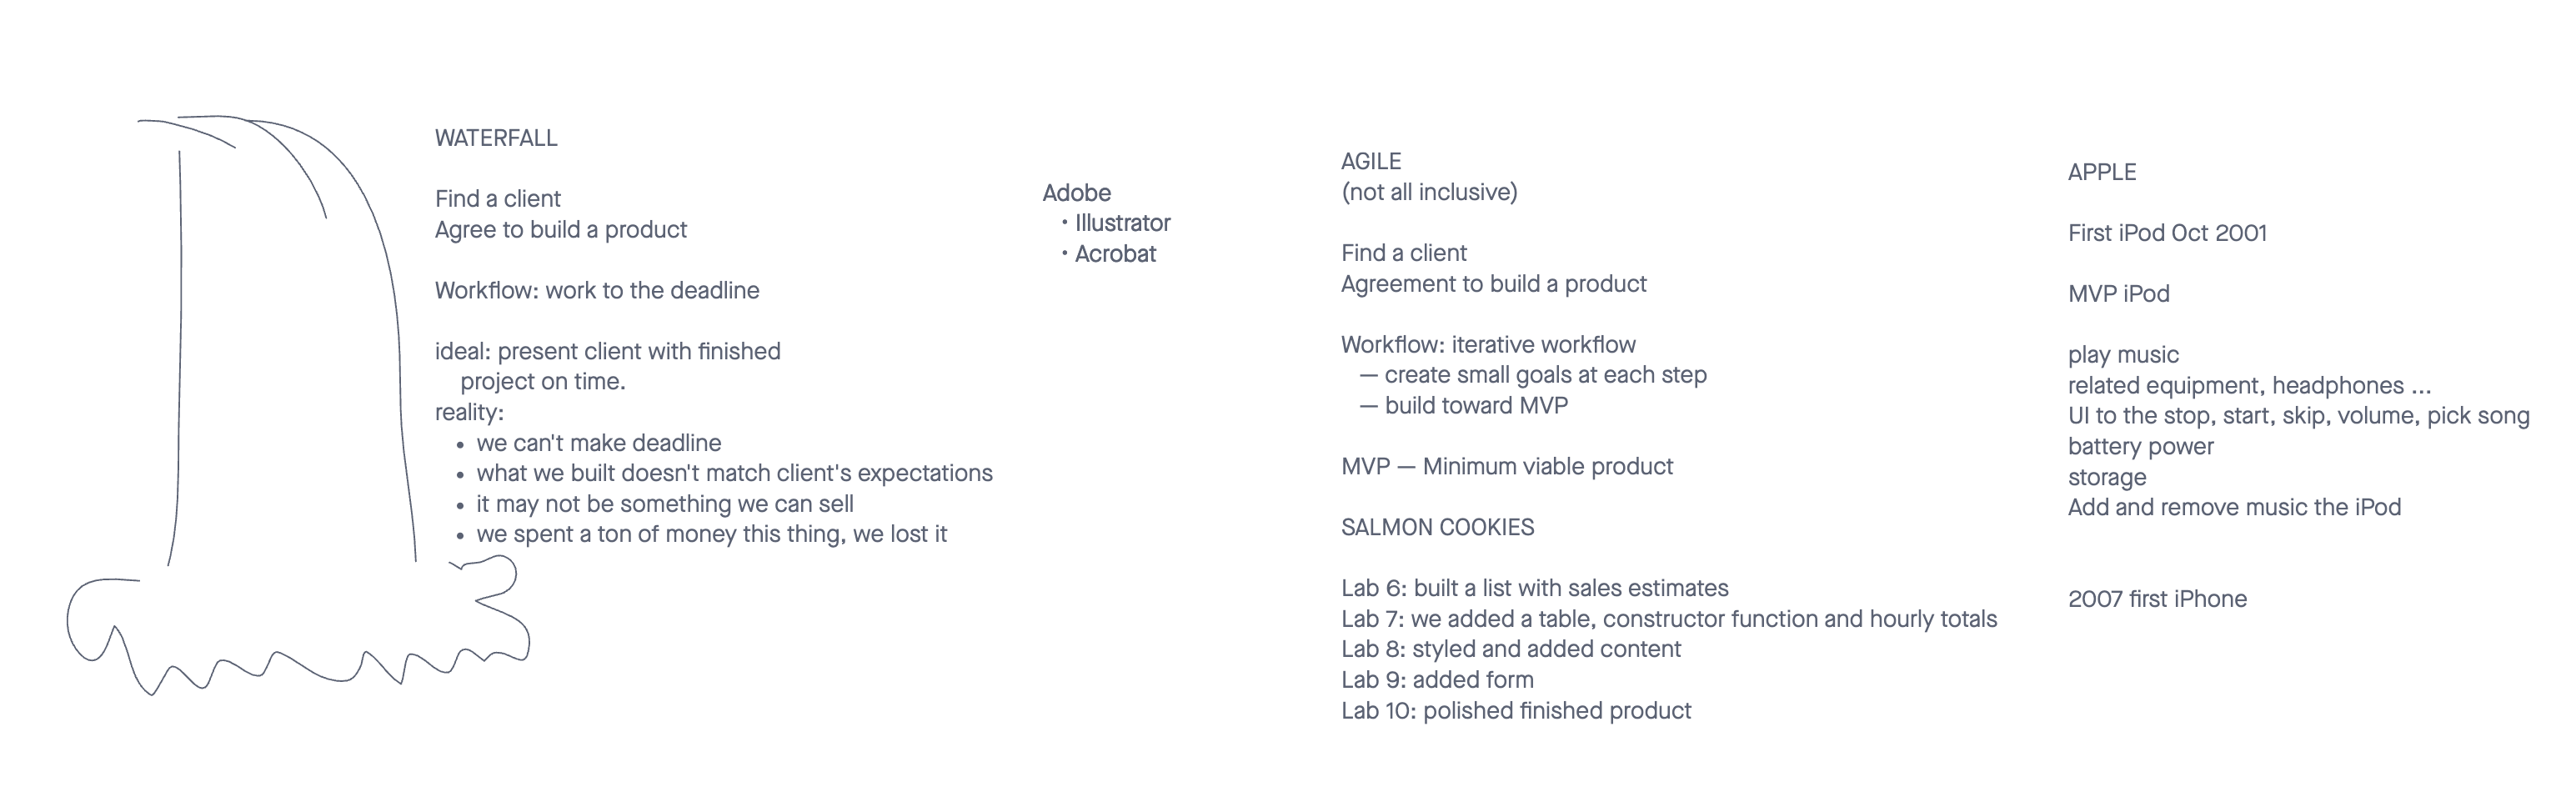 WATERFALL
Find a client
Agree to build a product
Workflow: work to the deadline
ideal: present client with finished
project on time.
reality:
• we can't make deadline
• what we built doesn't match client's expectations
• it may not be something we can sell
• we spent a ton of money this thing, we lost it
Adobe
• Illustrator
• Acrobat
AGILE
(not all inclusive)
Find a client
Agreement to build a product
Workflow: iterative workflow
— create small goals at each step
— build toward MVP
MVP — Minimum viable product
SALMON COOKIES
Lab 6: built a list with sales estimates
Lab 7: we added a table, constructor function and hourly totals
Lab 8: styled and added content
Lab 9: added form
Lab 10: polished finished product
APPLE
First iPod Oct 2001
MVP iPod
play music
related equipment, headphones ...
UI to the stop, start, skip, volume, pick song
battery power
storage
Add and remove music the iPod
2007 first iPhone